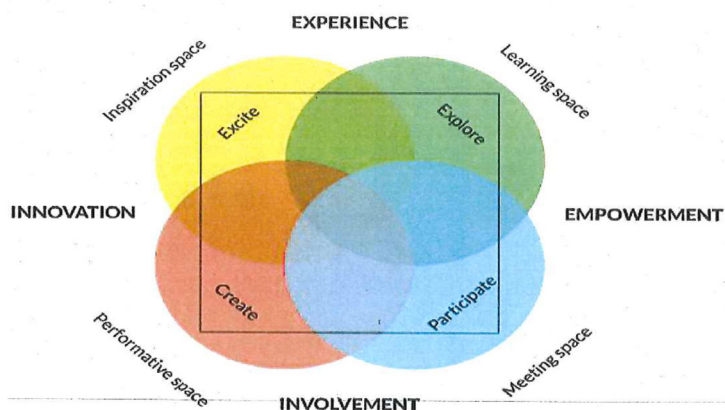 EXPERIENCE
Inspiration space
Learning space
Excite
Explore
INNOVATION
EMPOWERMENT
Create
Participate
Performative space
Meeting space
INVOLVEMENT